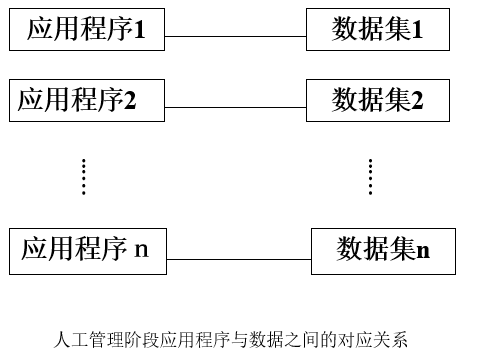 应用程序1 数据集1
应用程序2 数据集2
应用程序 n 数据集n
人工管理阶段应用程序与数据之间的对应关系